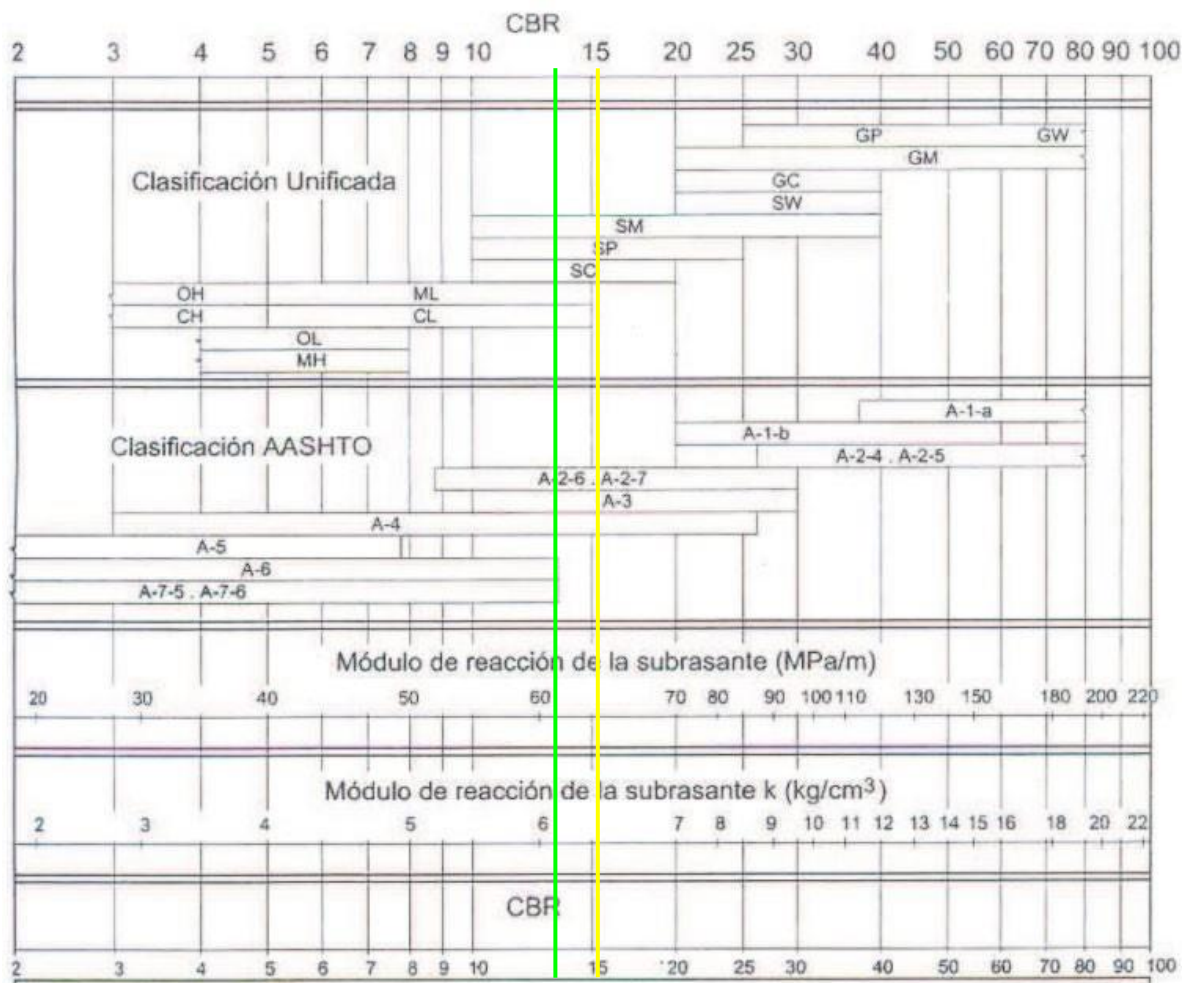 CBR
2 3 4 5 6 7 8 9 10 15 20 25 30 40 50 60 70 80 90 100
GP GW
GM
Clasificación Unificada
GC
SW
SM
SP
SC
OH ML
CH CL
OL
MH
A-1-a
A-1-b
Clasificación AASHTO
A-2-4 . A-2-5
A-2-6 . A-2-7
A-3
A-4
A-5
A-6
A-7-5 . A-7-6
Módulo de reacción de la subrasante (MPa/m)
20 30 40 50 60 70 80 90 100 110 130 150 180 200 220
Módulo de reacción de la subrasante k (kg/cm³)
2 3 4 5 6 7 8 9 10 11 12 13 14 15 16 18 20 22
CBR
2 3 4 5 6 7 8 9 10 15 20 25 30 40 50 60 70 80 90 100